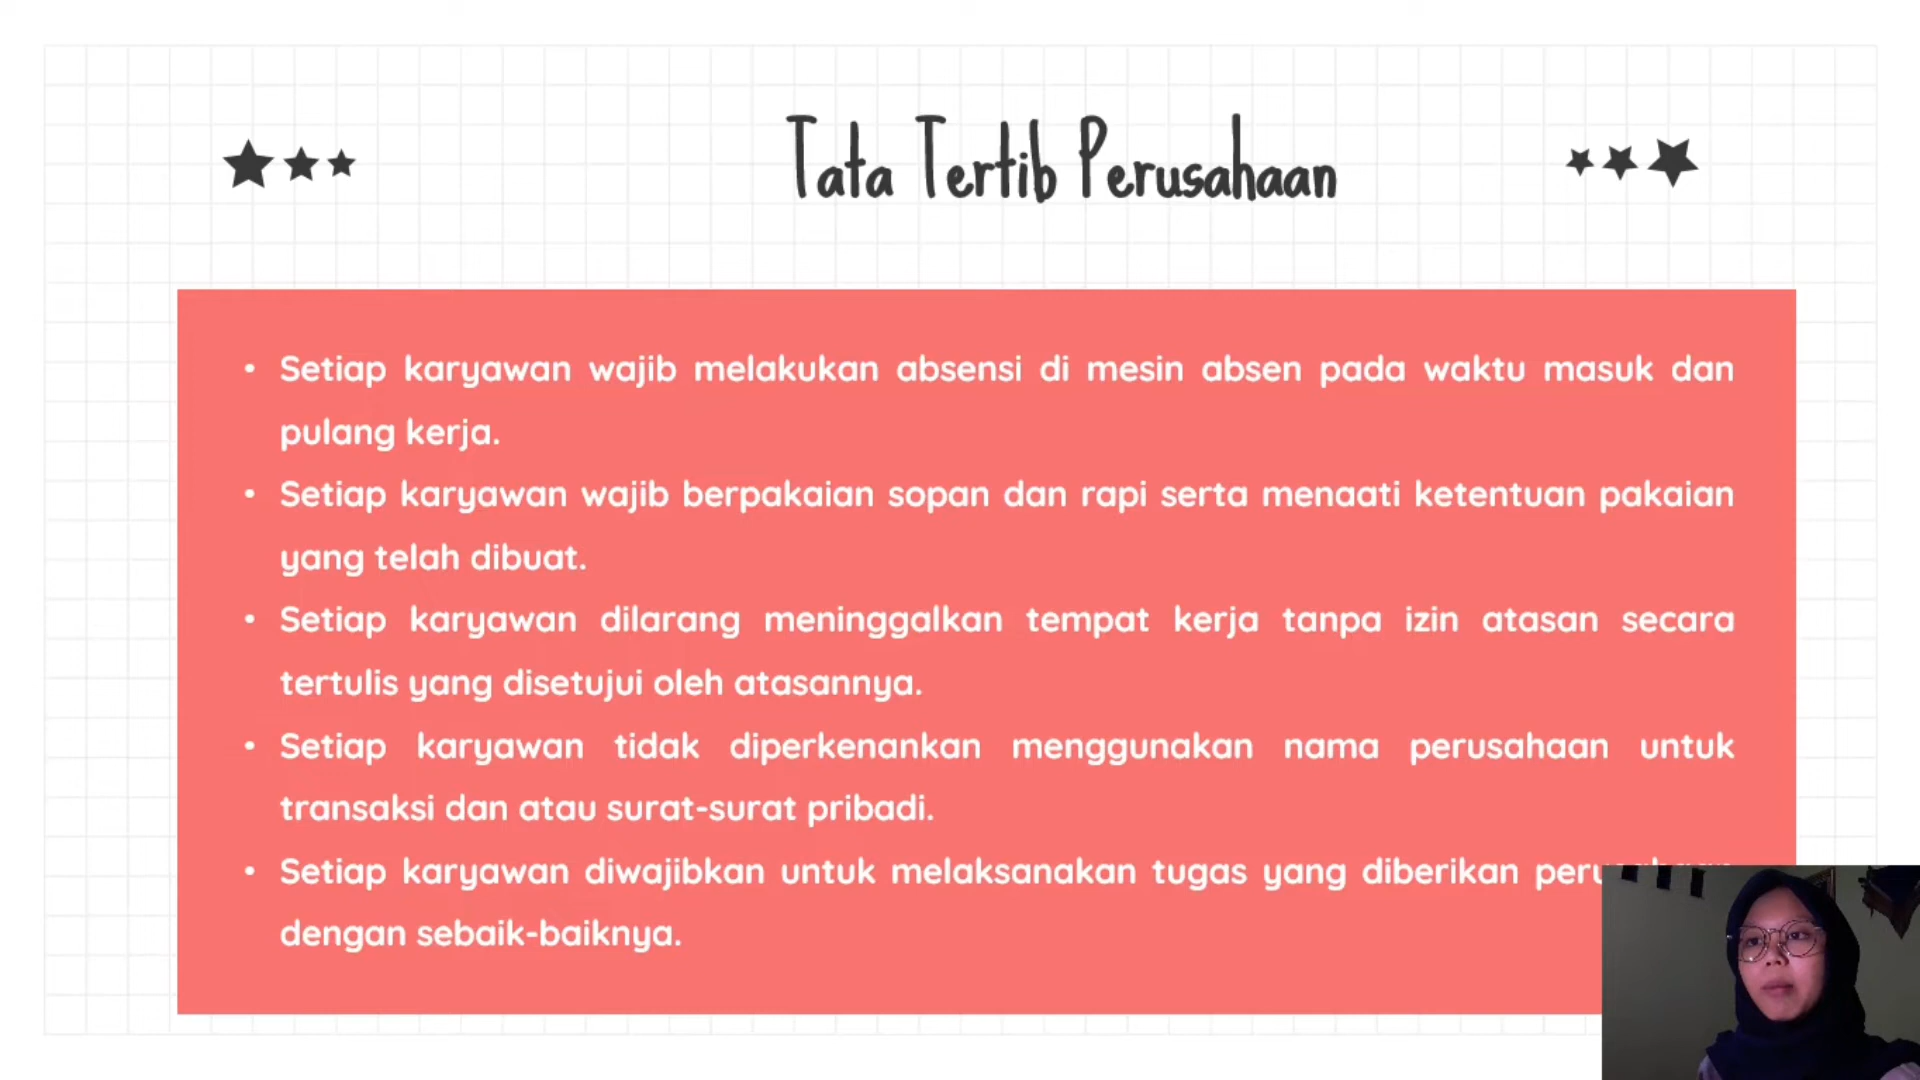 Tata Tertib Perusahaan
• Setiap karyawan wajib melakukan absensi di mesin absen pada waktu masuk dan
pulang kerja.
• Setiap karyawan wajib berpakaian sopan dan rapi serta menaati ketentuan pakaian
yang telah dibuat.
• Setiap karyawan dilarang meninggalkan tempat kerja tanpa izin atasan secara
tertulis yang disetujui oleh atasannya.
• Setiap karyawan tidak diperkenankan menggunakan nama perusahaan untuk
transaksi dan atau surat-surat pribadi.
• Setiap karyawan diwajibkan untuk melaksanakan tugas yang diberikan
dengan sebaik-baiknya.